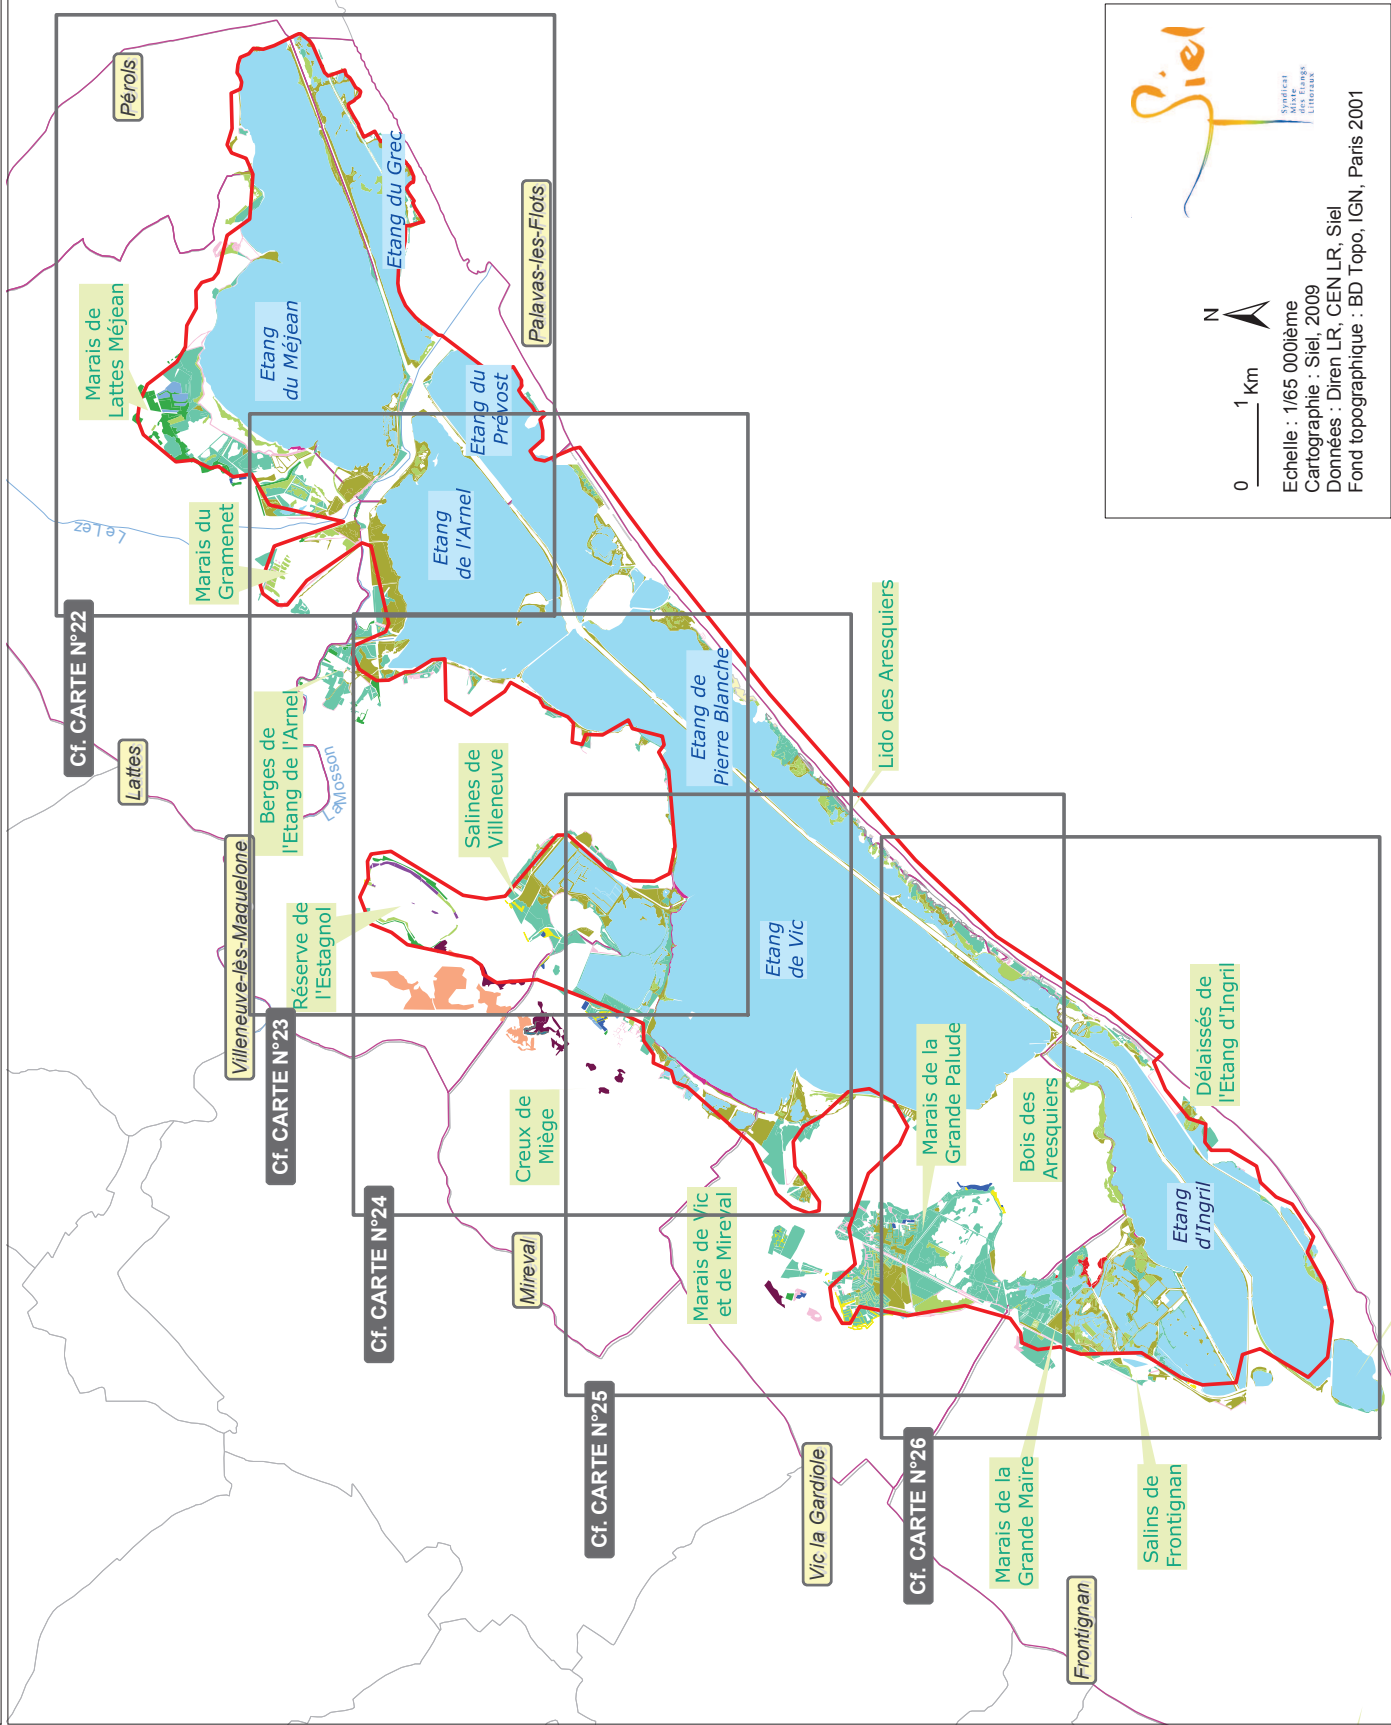 Pérols
Marais de
Lattes Méjean
Etang
du Méjean
Etang du Grec
Palavas-les-Flots
Etang du
Prévost
Le Lez
Marais du
Gramenet
Etang
de l'Arnel
Cf. CARTE N°22
Lattes
Berges de
l'Etang de l'Arnel
La Mosson
Salines de
Villeneuve
Etang de
Pierre Blanche
Lido des Aresquiers
Villeneuve-lès-Maguelone
Réserve de
l'Estagnol
Cf. CARTE N°23
Etang
de Vic
Creux de
Miège
Marais de la
Grande Palude
Bois des
Aresquiers
Délaissés de
l'Etang d'Ingril
Cf. CARTE N°24
Mireval
Marais de Vic
et de Mireval
Etang
d'Ingril
Cf. CARTE N°25
Vic la Gardiole
Cf. CARTE N°26
Marais de la
Grande Maïre
Salins de
Frontignan
Frontignan
Siel
Syndicat
Mixte
des Etangs
Littoraux
N
0 1 Km
Echelle : 1/65 000ième
Cartographie : Siel, 2009
Données : Diren LR, CEN LR, Siel
Fond topographique : BD Topo, IGN, Paris 2001